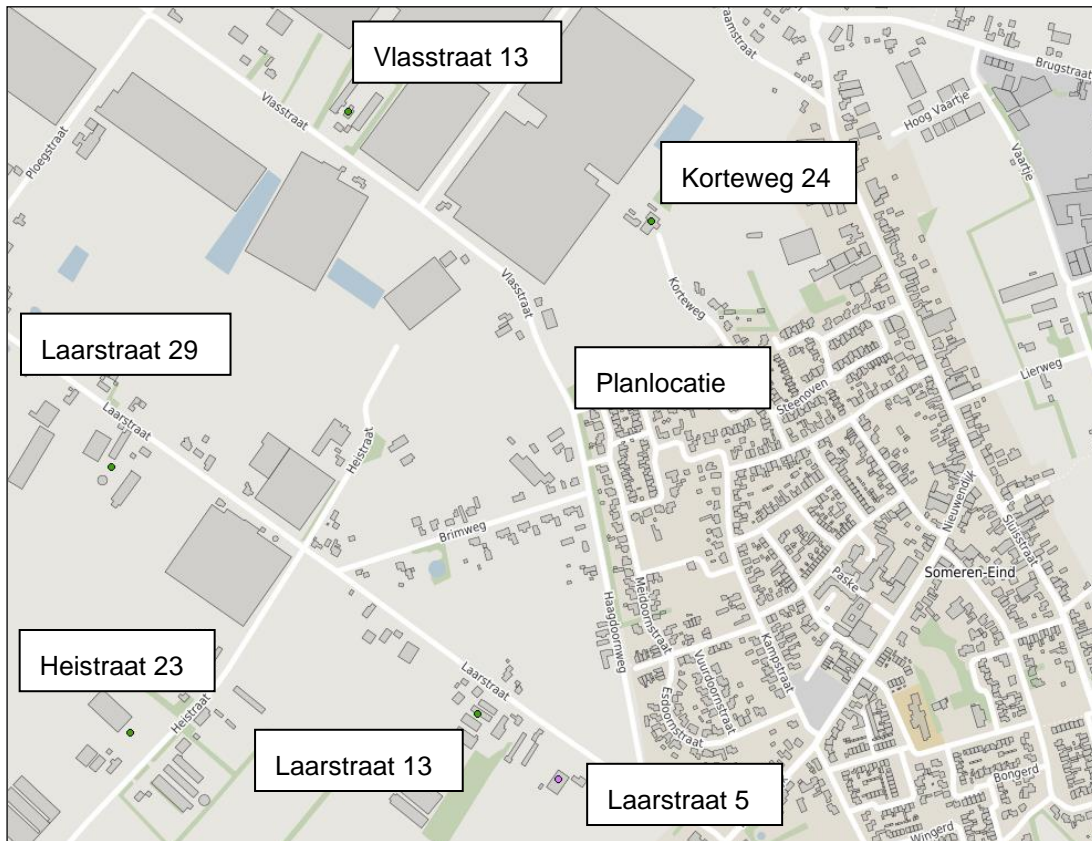 Vlasstraat 13
aamstraat
Brugstraat
Hoog Vaartje
Vaartje
Vlasstraat
Ploegstraat
Korteweg 24
Vlasstraat
Korteweg
Laarstraat 29
Planlocatie
Lierweg
Steenoven
Laarstraat
Heistraat
Nieuwendijk
Sluisstraat
Brimweg
Someren-Eind
Paske
Haagdoornweg
Meidoornstraat
Heistraat 23
Laarstraat
Vuurdoornstraat
Kampstraat
Esdoornstraat
Heistraat
Laarstraat 13
Laarstraat 5
Bongerd
Wingerd